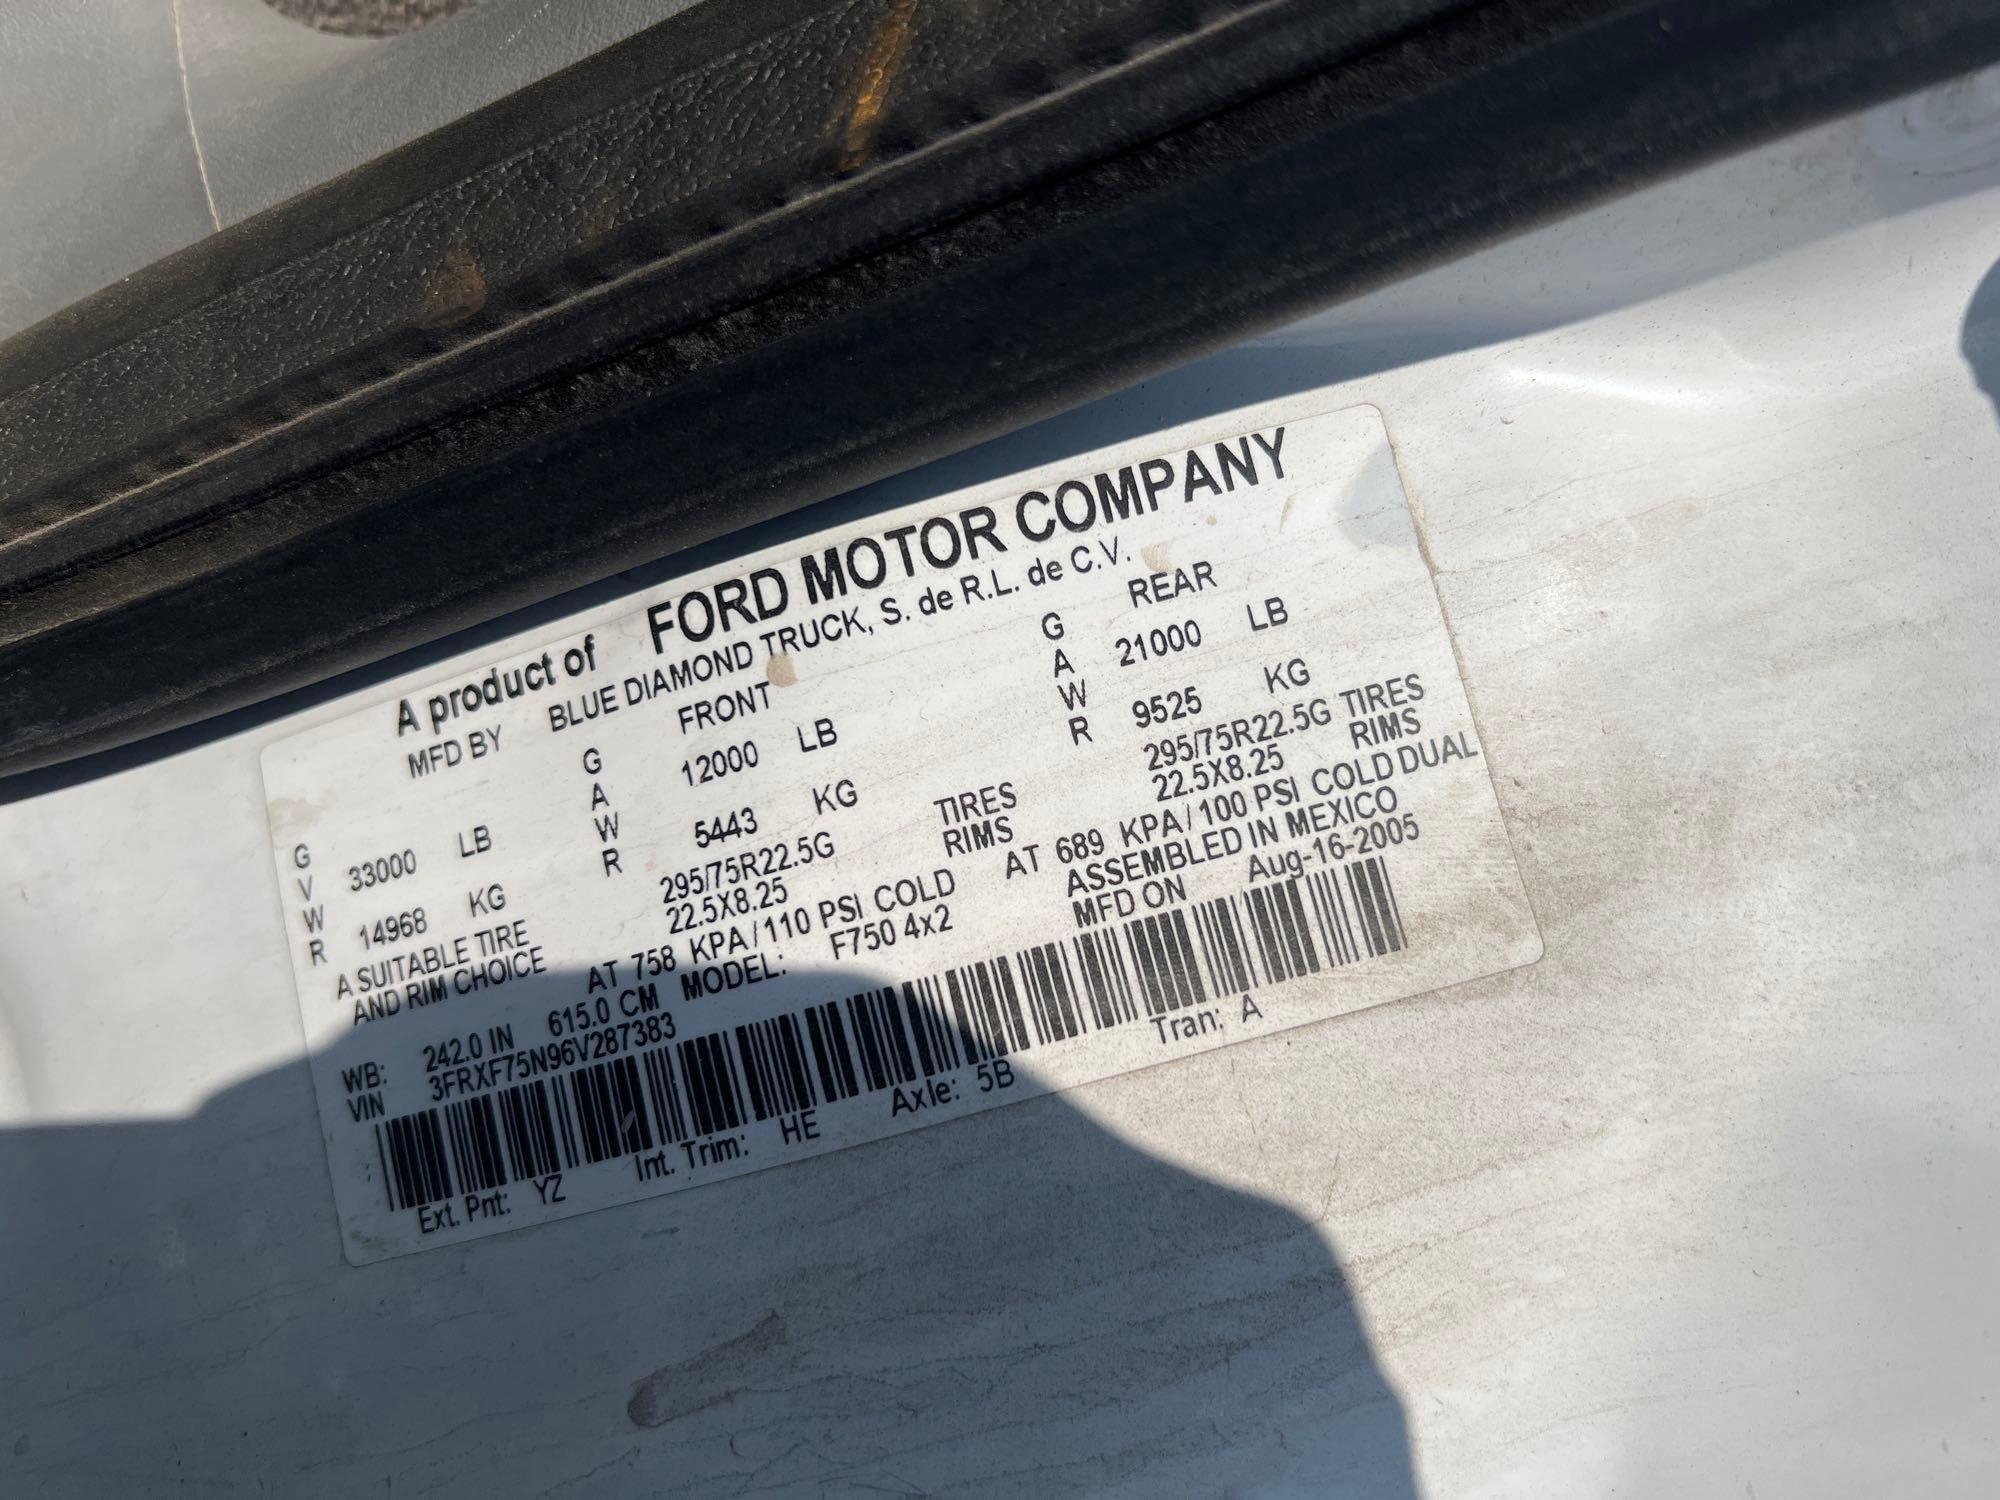 A product of FORD MOTOR COMPANY
MFD BY BLUE DIAMOND TRUCK, S. de R.L. de C.V.
FRONT REAR
GVWR 33000 LB GAWR 12000 LB GAWR 21000 LB
14968 KG 5443 KG 9525 KG
A SUITABLE TIRE 295/75R22.5G TIRES 295/75R22.5G TIRES
AND RIM CHOICE 22.5X8.25 RIMS 22.5X8.25 RIMS
AT 758 KPA/110 PSI COLD AT 689 KPA/100 PSI COLD DUAL
WB: 242.0 IN 615.0 CM MODEL: F750 4x2 ASSEMBLED IN MEXICO
VIN 3FRXF75N96V287383 MFD ON Aug-16-2005
Ext. Pnt: YZ Int. Trim: HE Axle: 5B Tran: A